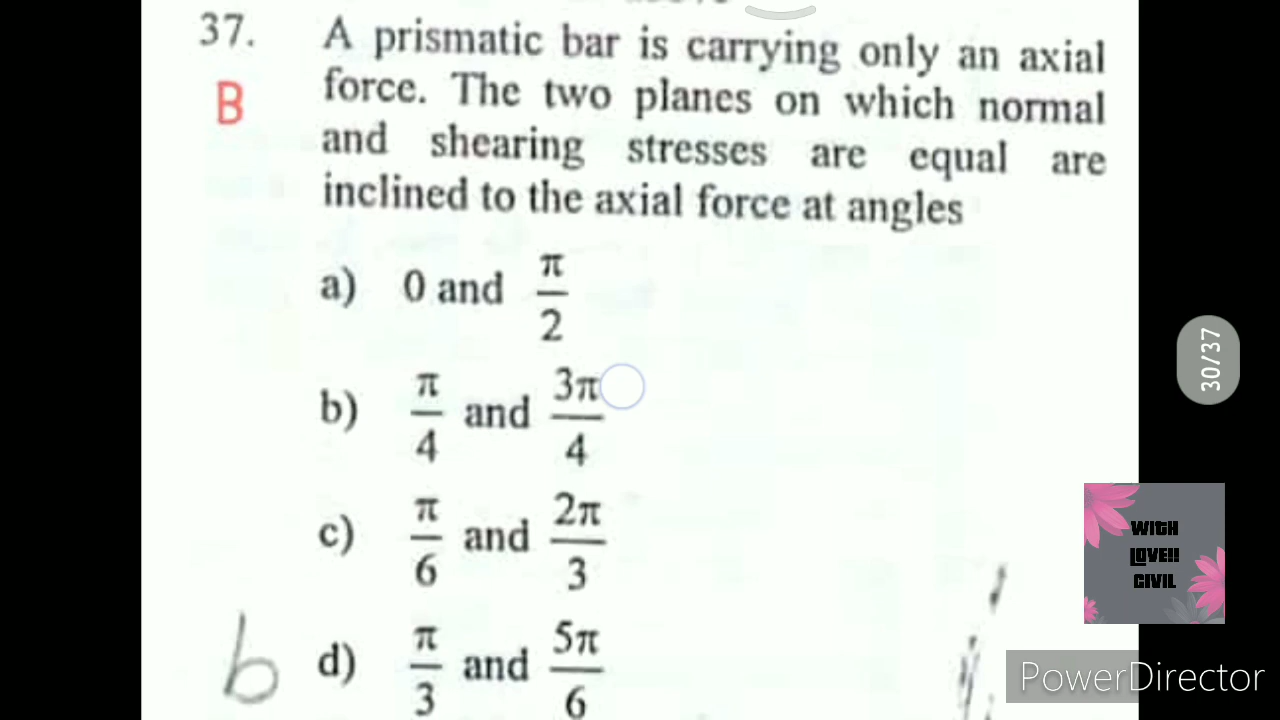 37. A prismatic bar is carrying only an axial
B force. The two planes on which normal
and shearing stresses are equal are
inclined to the axial force at angles
a) 0 and π/2
b) π/4 and 3π/4
c) π/6 and 2π/3
b d) π/3 and 5π/6
30/37
WITH
LOVE!!
CIVIL
PowerDirector